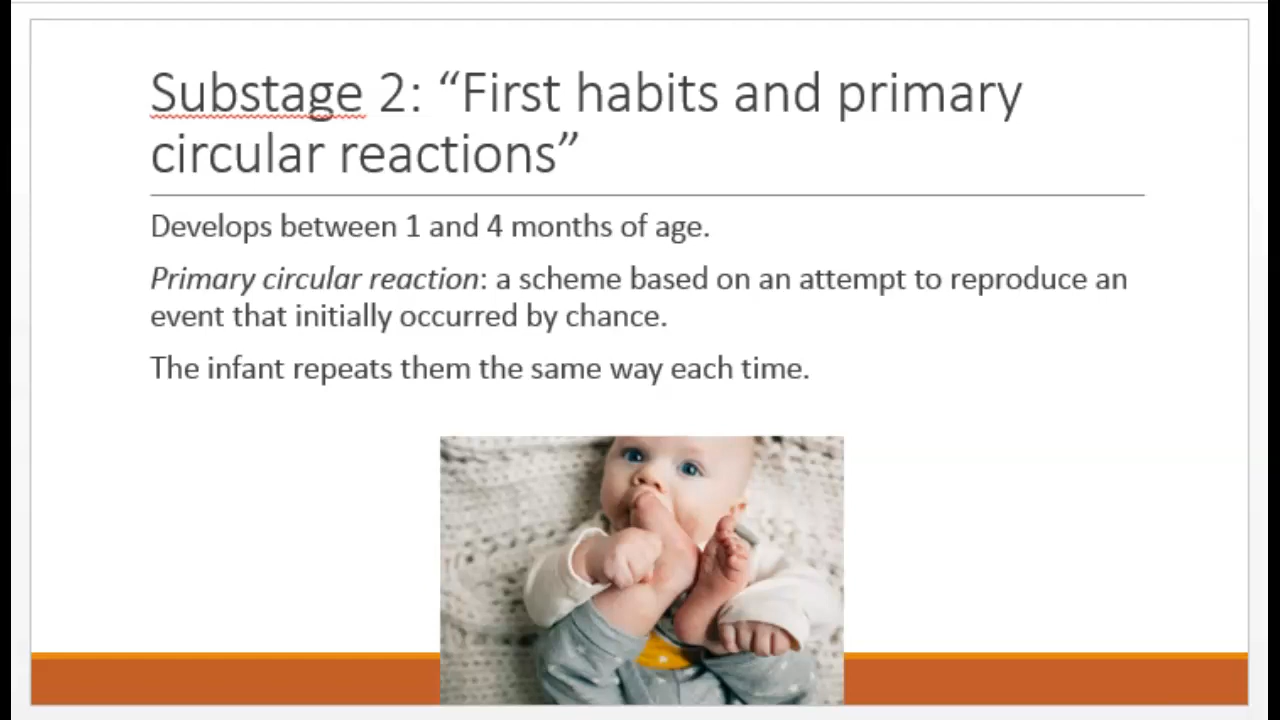 Substage 2: “First habits and primary
circular reactions”
Develops between 1 and 4 months of age.
Primary circular reaction: a scheme based on an attempt to reproduce an
event that initially occurred by chance.
The infant repeats them the same way each time.